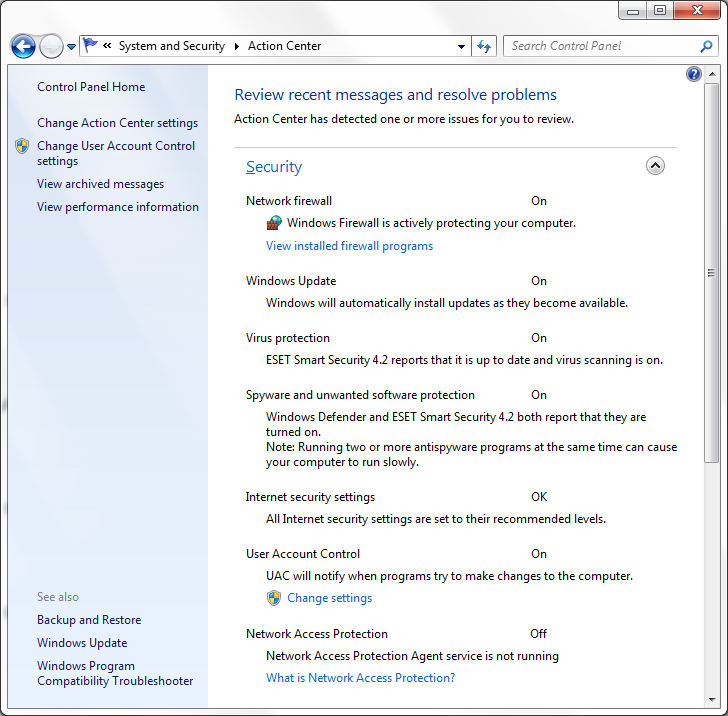 « System and Security ▸ Action Center
Search Control Panel
Control Panel Home
Change Action Center settings
Change User Account Control
settings
View archived messages
View performance information
See also
Backup and Restore
Windows Update
Windows Program
Compatibility Troubleshooter
Review recent messages and resolve problems
Action Center has detected one or more issues for you to review.
Security
Network firewall On
Windows Firewall is actively protecting your computer.
View installed firewall programs
Windows Update On
Windows will automatically install updates as they become available.
Virus protection On
ESET Smart Security 4.2 reports that it is up to date and virus scanning is on.
Spyware and unwanted software protection On
Windows Defender and ESET Smart Security 4.2 both report that they are
turned on.
Note: Running two or more antispyware programs at the same time can cause
your computer to run slowly.
Internet security settings OK
All Internet security settings are set to their recommended levels.
User Account Control On
UAC will notify when programs try to make changes to the computer.
Change settings
Network Access Protection Off
Network Access Protection Agent service is not running
What is Network Access Protection?